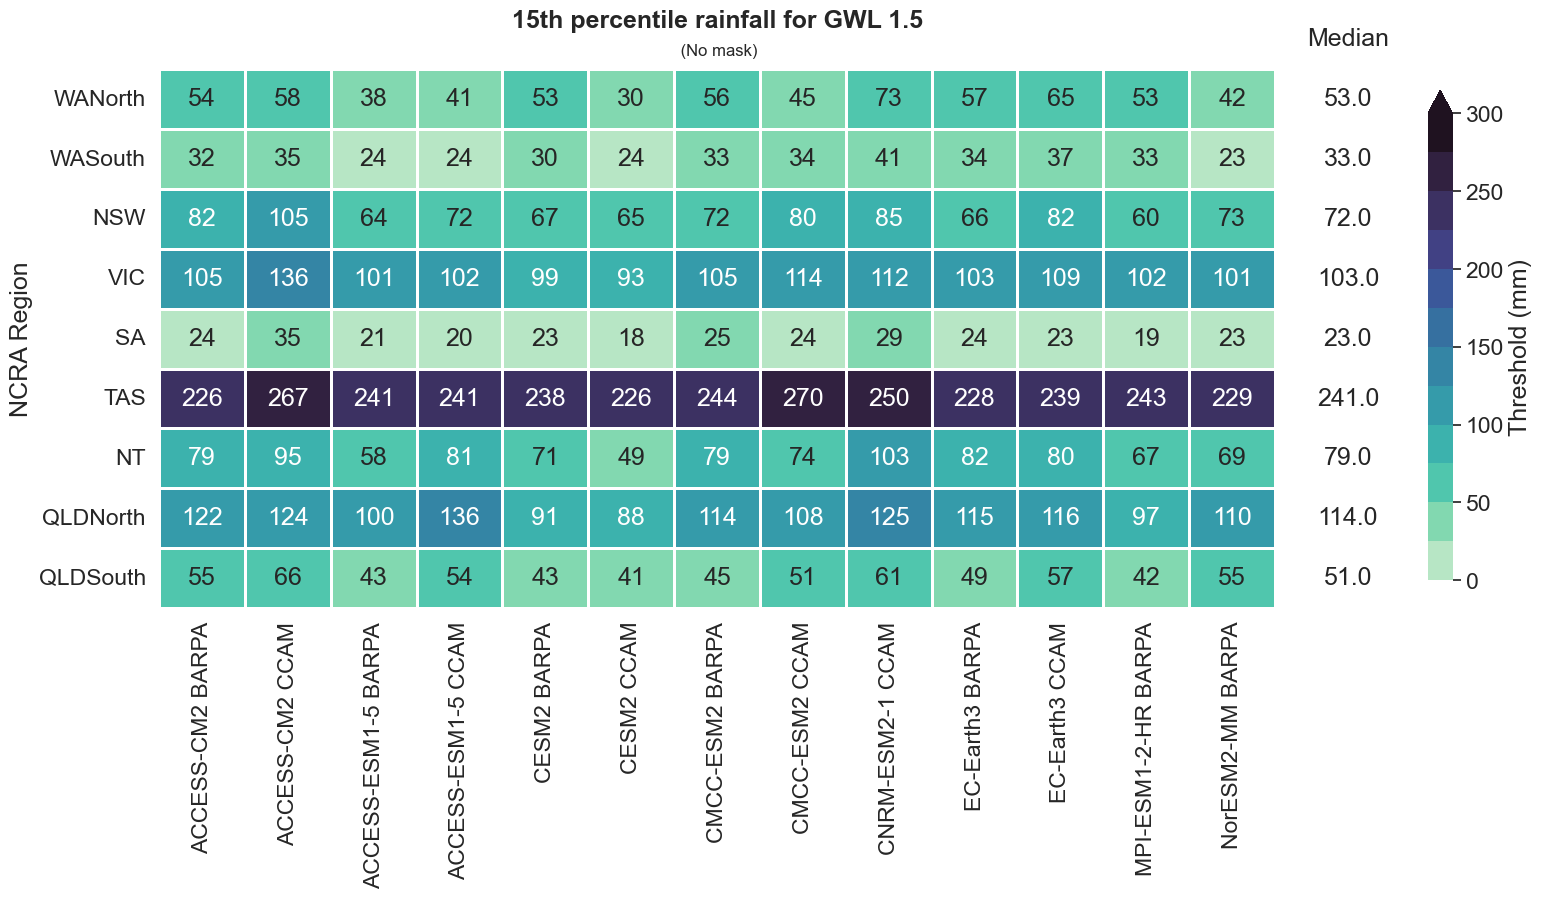 15th percentile rainfall for GWL 1.5
(No mask)
Median
WANorth 54 58 38 41 53 30 56 45 73 57 65 53 42 53.0
WASouth 32 35 24 24 30 24 33 34 41 34 37 33 23 33.0
NSW 82 105 64 72 67 65 72 80 85 66 82 60 73 72.0
VIC 105 136 101 102 99 93 105 114 112 103 109 102 101 103.0
SA 24 35 21 20 23 18 25 24 29 24 23 19 23 23.0
TAS 226 267 241 241 238 226 244 270 250 228 239 243 229 241.0
NT 79 95 58 81 71 49 79 74 103 82 80 67 69 79.0
QLDNorth 122 124 100 136 91 88 114 108 125 115 116 97 110 114.0
QLDSouth 55 66 43 54 43 41 45 51 61 49 57 42 55 51.0
NCRA Region
ACCESS-CM2 BARPA
ACCESS-CM2 CCAM
ACCESS-ESM1-5 BARPA
ACCESS-ESM1-5 CCAM
CESM2 BARPA
CESM2 CCAM
CMCC-ESM2 BARPA
CMCC-ESM2 CCAM
CNRM-ESM2-1 CCAM
EC-Earth3 BARPA
EC-Earth3 CCAM
MPI-ESM1-2-HR BARPA
NorESM2-MM BARPA
300
250
200
150
100
50
0
Threshold (mm)